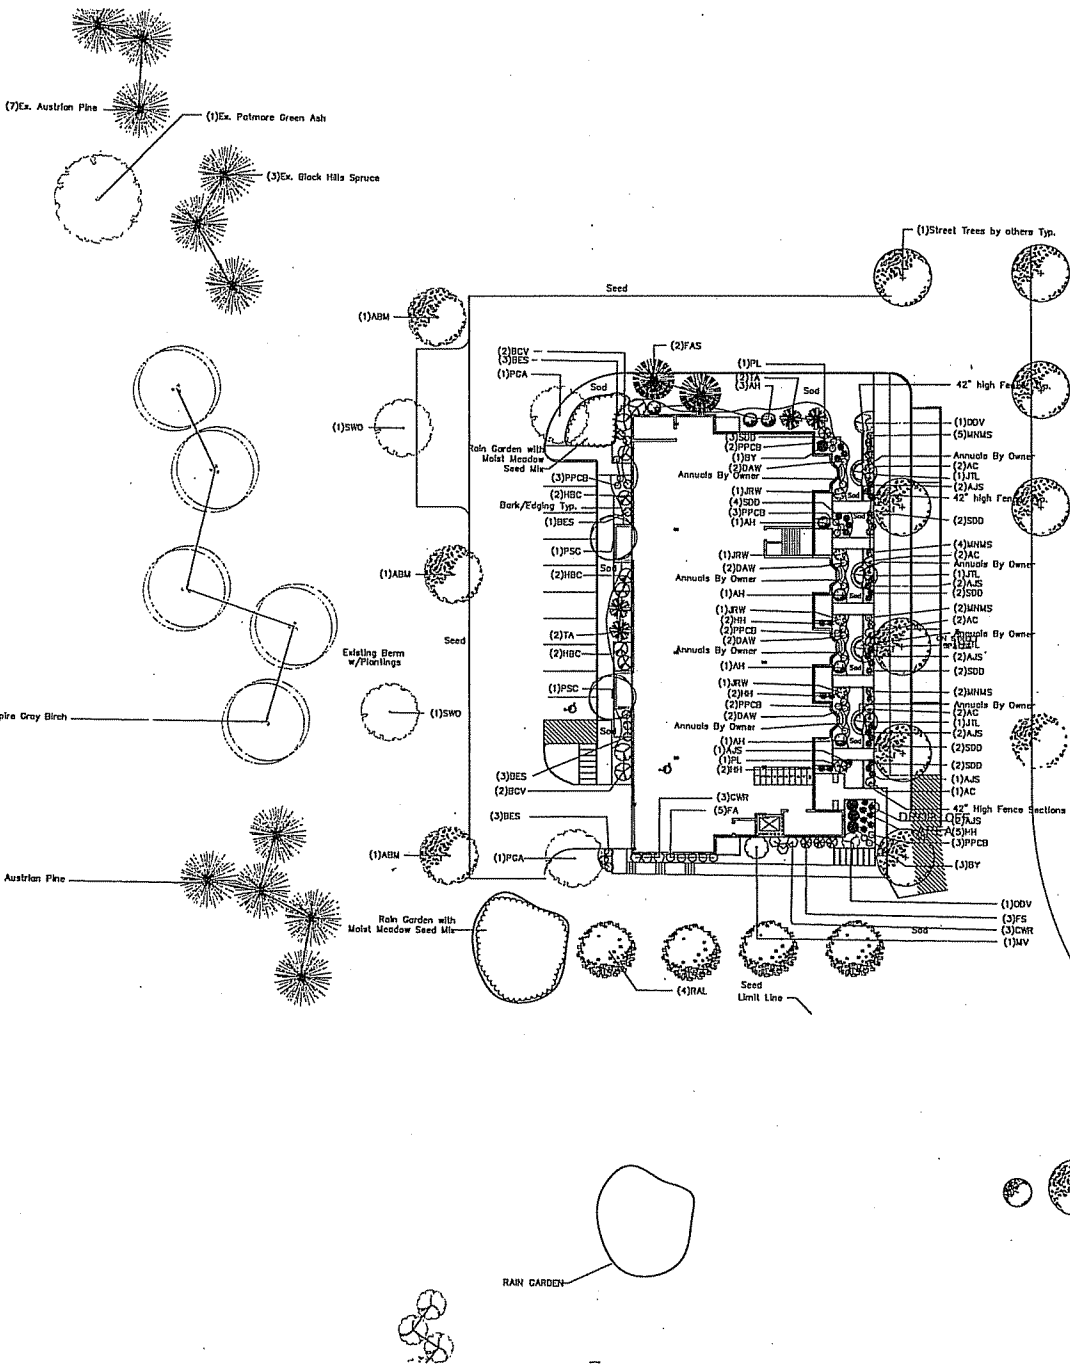 (7)Ex. Austrian Pine
(1)Ex. Patmore Green Ash
(3)Ex. Black Hills Spruce
(1)Street Trees by others Typ.
Seed
(1)ABM
(2)BCV
(3)BES
(1)PGA
(2)FAS
Sod
(1)PL
(2)TA
(3)AH
Sod
42" high Fence Typ.
(1)SWO
Rain Garden with
Moist Meadow
Seed Mix
(3)SDD
(2)PPCB
(1)BY
(2)DAW
Annuals By Owner
(1)ODV
(5)MNMS
Annuals By Owner
(2)AC
(1)JTL
(2)AJS
42" high Fence Typ.
(3)PPCB
(2)HBC
Bark/Edging Typ.
(1)BES
(1)PSC
(2)HBC
Sod
(1)JRW
(4)SDD
(3)PPCB
(1)AH
Sod
Sod
(2)SDD
(1)ABM
(1)JRW
(2)DAW
Annuals By Owner
(1)AH
Sod
(4)MNMS
(2)AC
Annuals By Owner
(1)JTL
(2)AJS
(2)SDD
Seed
(2)TA
(2)HBC
(1)JRW
(2)HH
(2)PPCB
(2)DAW
Annuals By Owner
(1)AH
Sod
(2)MNMS
(2)AC
Annuals By Owner
(2)AJS
(2)SDD
Existing Berm
w/Plantings
(1)PSC
(1)SWO
Sod
(1)JRW
(2)HH
(2)PPCB
(2)DAW
Annuals By Owner
(1)AH
Sod
(2)MNMS
Annuals By Owner
(2)AC
(1)JTL
(2)AJS
(2)SDD
Gray Birch
(3)BES
(2)BCV
(1)AJS
(1)PL
(2)HH
(2)SDD
(1)AJS
(1)AC
(3)CWR
(5)FA
42" High Fence Sections
(5)HH
(3)PPCB
(3)BY
(3)BES
(1)ABM
(1)PGA
Austrian Pine
Rain Garden with
Moist Meadow Seed Mix
(1)ODV
(3)FS
(3)CWR
(1)MV
Sod
(4)RAL
Seed
Limit Line
RAIN GARDEN